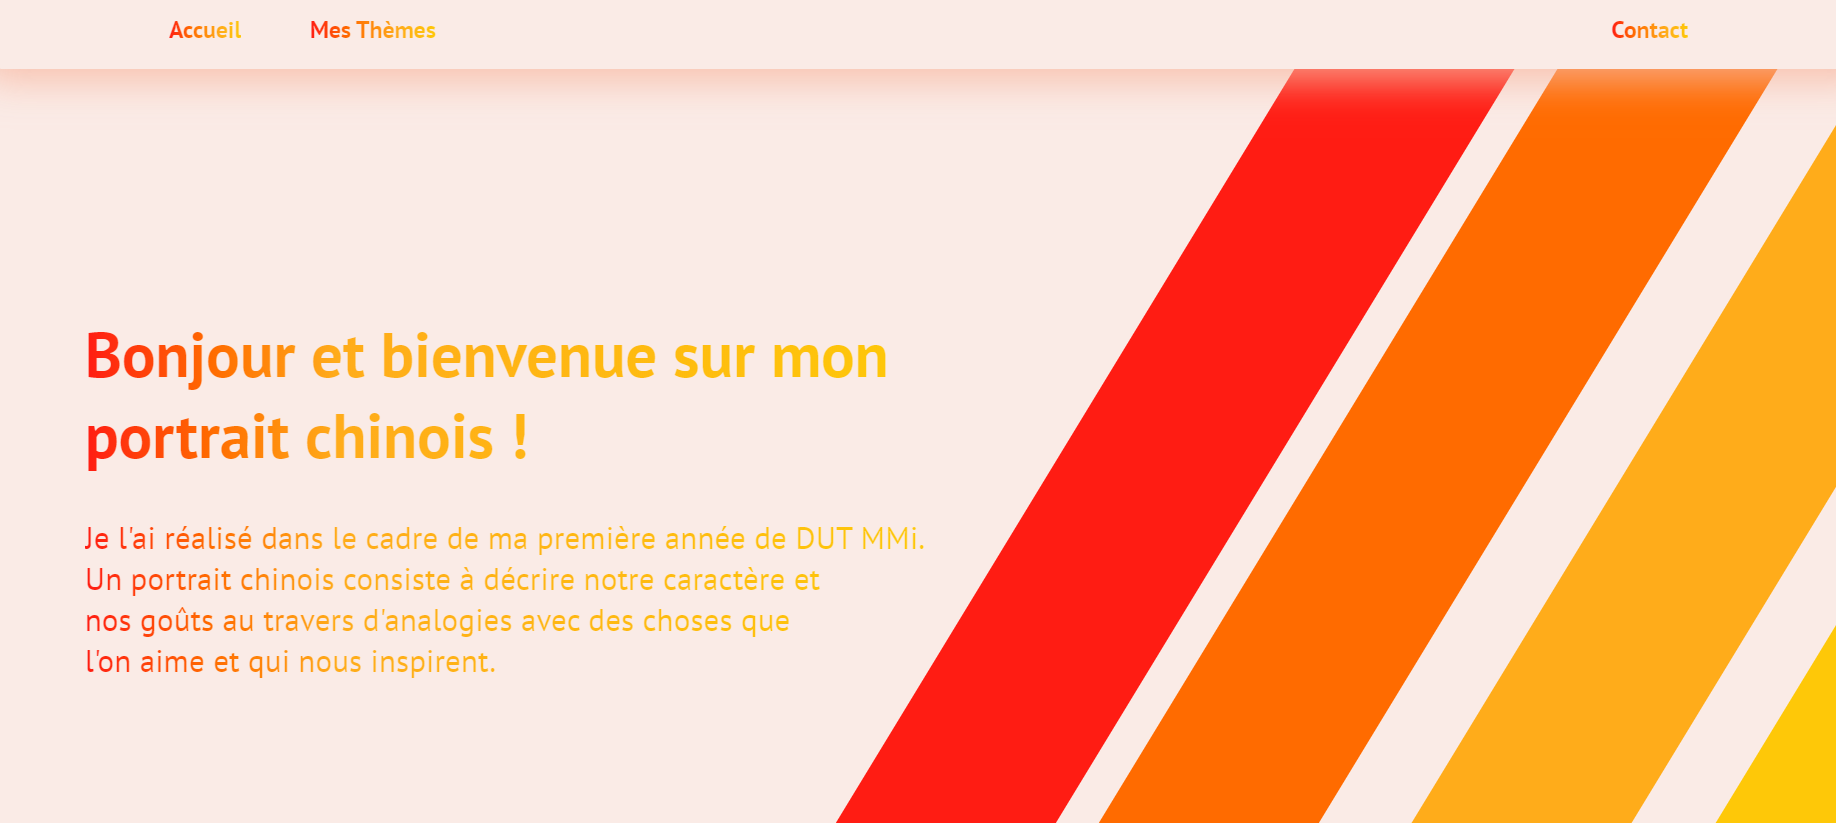 Accueil Mes Thèmes Contact
Bonjour et bienvenue sur mon
portrait chinois !
Je l'ai réalisé dans le cadre de ma première année de DUT MMi.
Un portrait chinois consiste à décrire notre caractère et
nos goûts au travers d'analogies avec des choses que
l'on aime et qui nous inspirent.